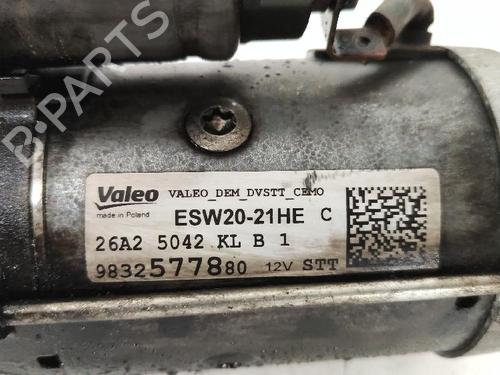 B-PARTS
Valeo VALEO_DEM_DVSTT_CEMO
made in Poland ESW20-21HE C
26A2 5042 KL B 1
9832577880 12V STT